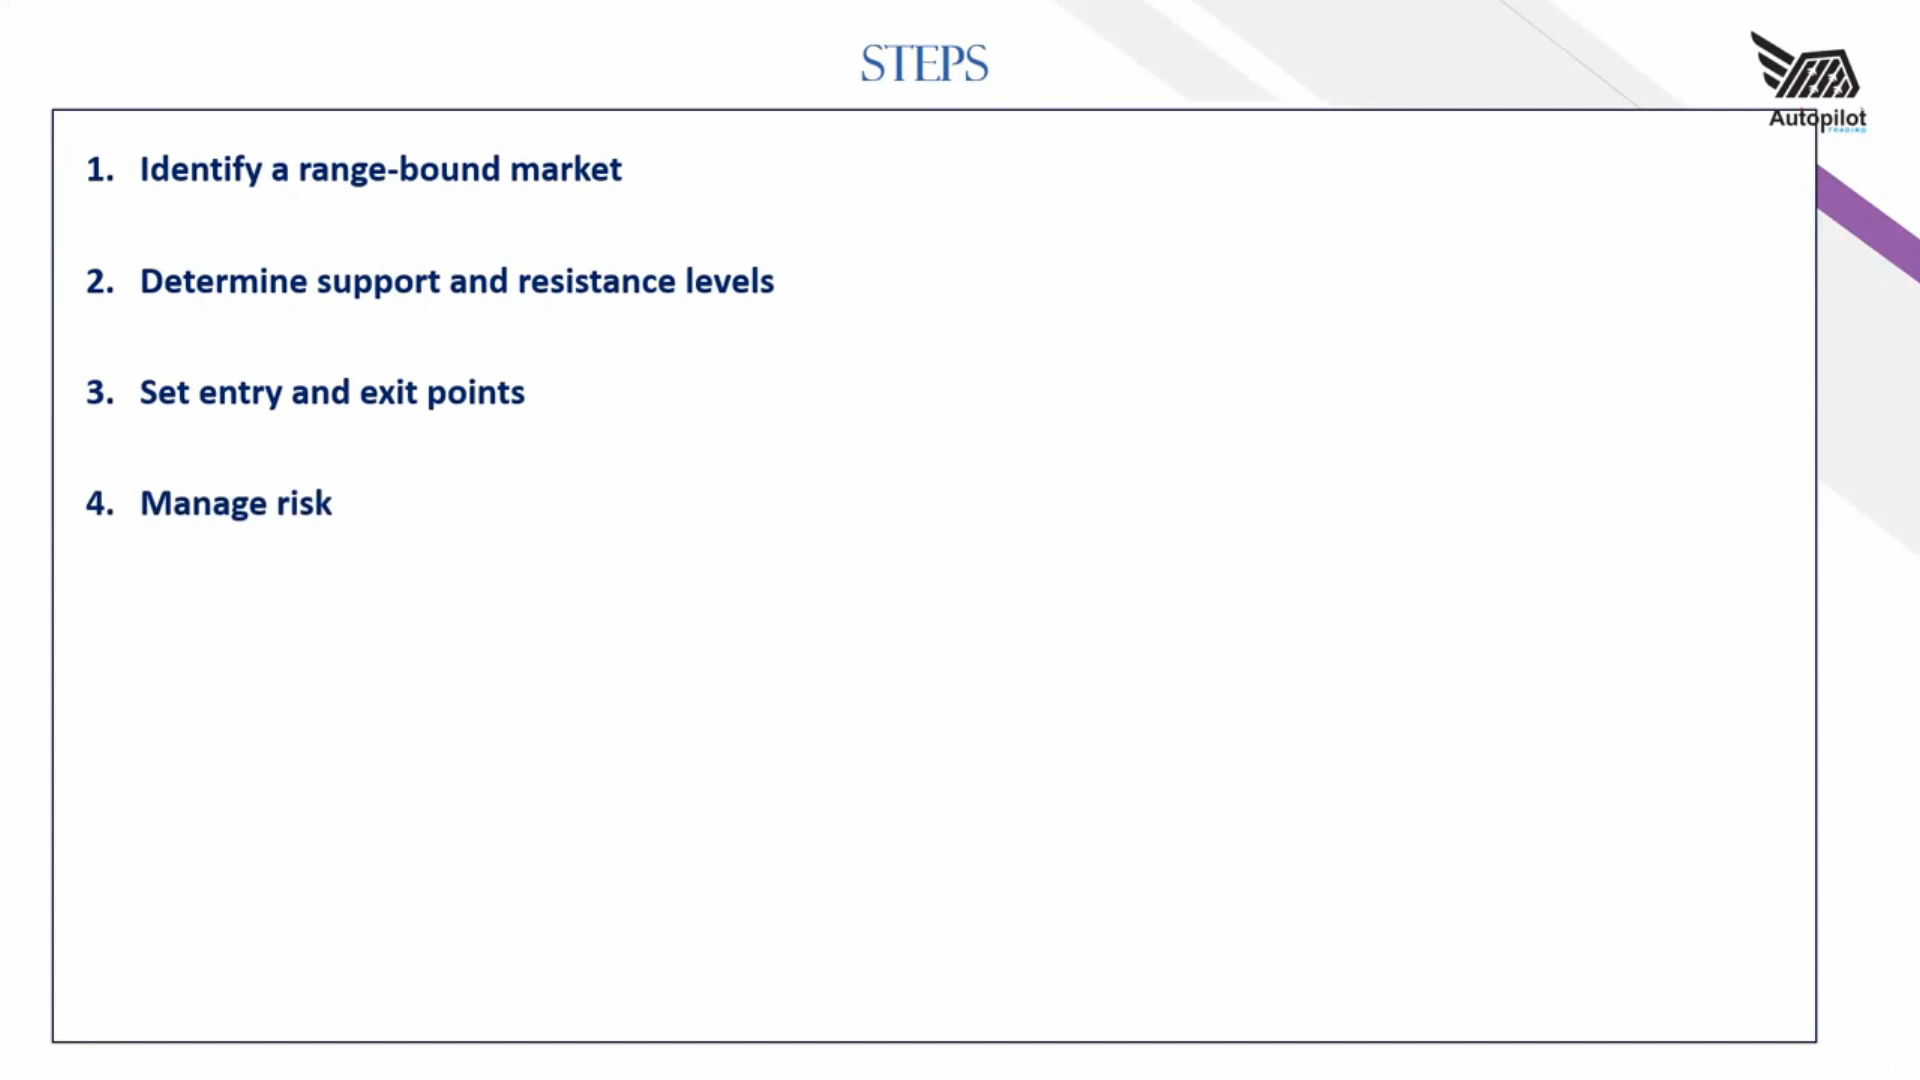 STEPS
Autopilot
TRADING
1. Identify a range-bound market
2. Determine support and resistance levels
3. Set entry and exit points
4. Manage risk